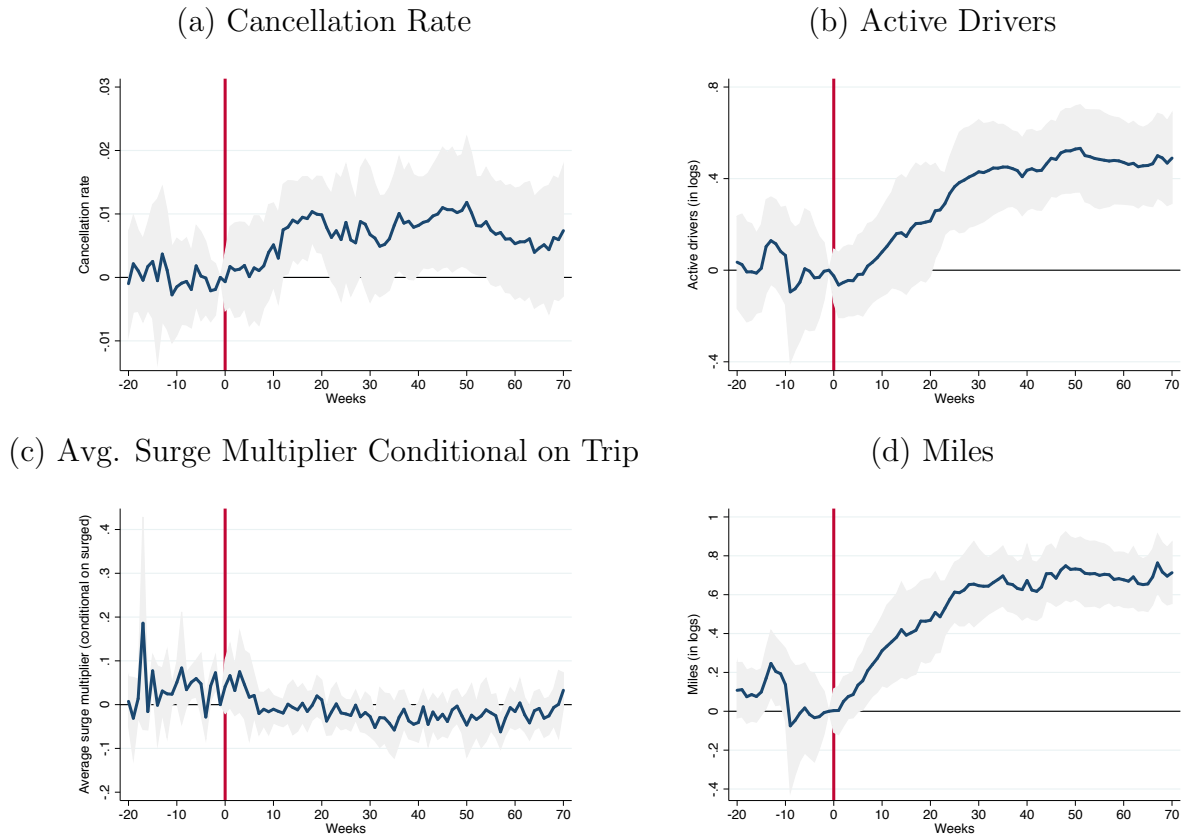 (a) Cancellation Rate
(b) Active Drivers
Cancellation rate
.03
.02
.01
0
-.01
-20 -10 0 10 20 30 40 50 60 70
Weeks
Active drivers (in logs)
.8
.4
0
-.4
-20 -10 0 10 20 30 40 50 60 70
Weeks
(c) Avg. Surge Multiplier Conditional on Trip
(d) Miles
Average surge multiplier (conditional on surged)
.4
.3
.2
.1
0
-.1
-.2
-20 -10 0 10 20 30 40 50 60 70
Weeks
Miles (in logs)
1
.8
.6
.4
.2
0
-.2
-.4
-20 -10 0 10 20 30 40 50 60 70
Weeks